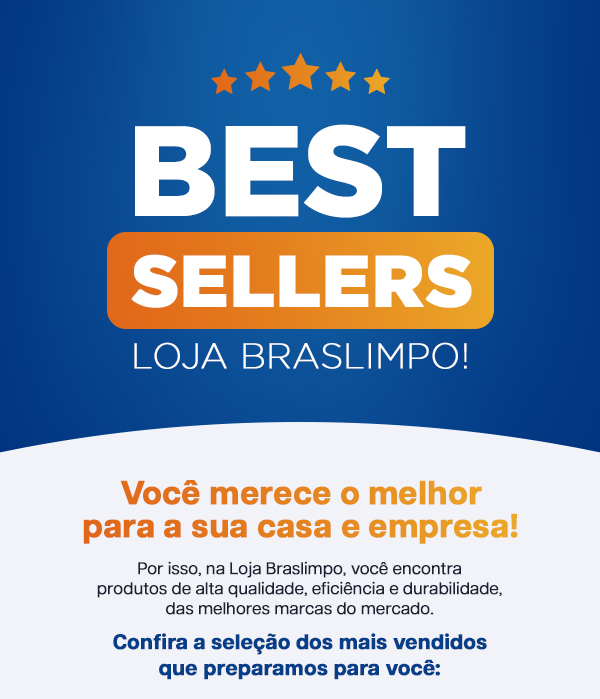 BEST
SELLERS
LOJA BRASLIMPO!
Você merece o melhor
para a sua casa e empresa!
Por isso, na Loja Braslimpo, você encontra
produtos de alta qualidade, eficiência e durabilidade,
das melhores marcas do mercado.
Confira a seleção dos mais vendidos
que preparamos para você: